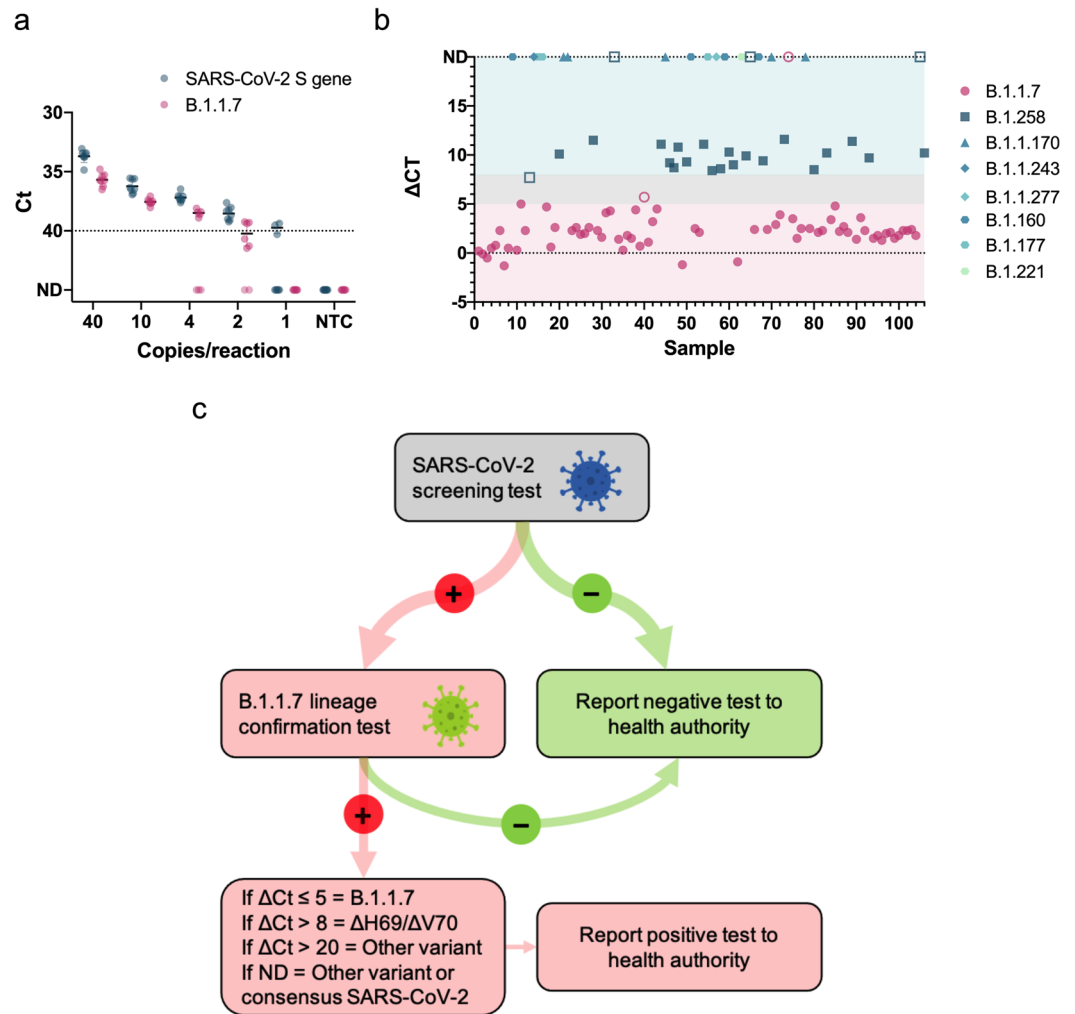 a
SARS-CoV-2 S gene
B.1.1.7
30
35
40
ND
Ct
40 10 4 2 1 NTC
Copies/reaction
b
ND
15
10
5
0
-5
ΔCT
0 10 20 30 40 50 60 70 80 90 100
Sample
B.1.1.7
B.1.258
B.1.1.170
B.1.1.243
B.1.1.277
B.1.160
B.1.177
B.1.221
c
SARS-CoV-2
screening test
+
−
B.1.1.7 lineage
confirmation test
Report negative test to
health authority
+
−
If ΔCt ≤ 5 = B.1.1.7
If ΔCt > 8 = ΔH69/ΔV70
If ΔCt > 20 = Other variant
If ND = Other variant or
consensus SARS-CoV-2
Report positive test to
health authority